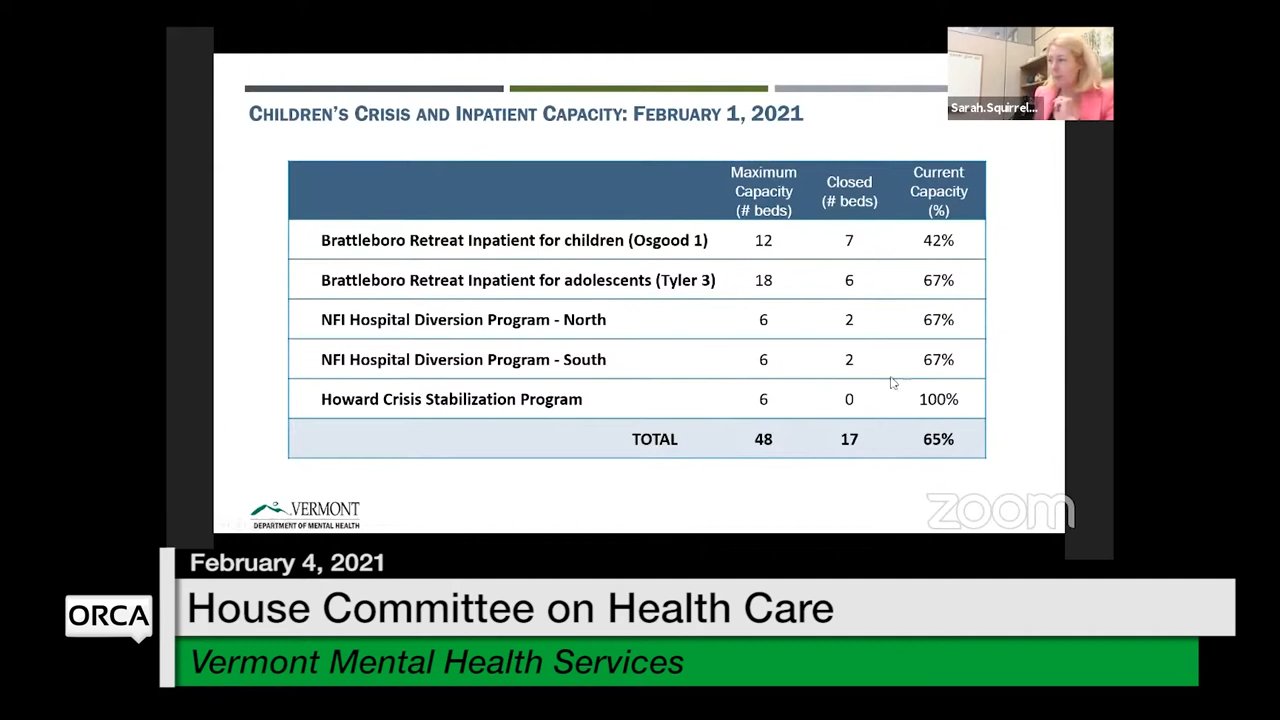 Sarah.Squirrel...
CHILDREN'S CRISIS AND INPATIENT CAPACITY: FEBRUARY 1, 2021
Maximum Capacity (# beds) Closed (# beds) Current Capacity (%)
Brattleboro Retreat Inpatient for children (Osgood 1) 12 7 42%
Brattleboro Retreat Inpatient for adolescents (Tyler 3) 18 6 67%
NFI Hospital Diversion Program - North 6 2 67%
NFI Hospital Diversion Program - South 6 2 67%
Howard Crisis Stabilization Program 6 0 100%
TOTAL 48 17 65%
VERMONT
DEPARTMENT OF MENTAL HEALTH
zoom
February 4, 2021
ORCA
House Committee on Health Care
Vermont Mental Health Services